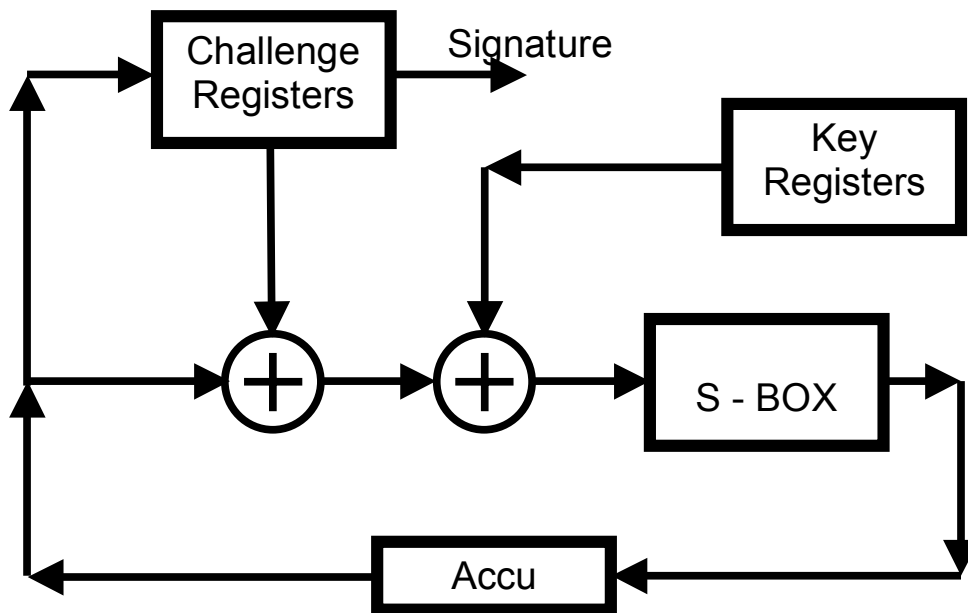 Challenge
Registers
Signature
Key
Registers
S - BOX
Accu